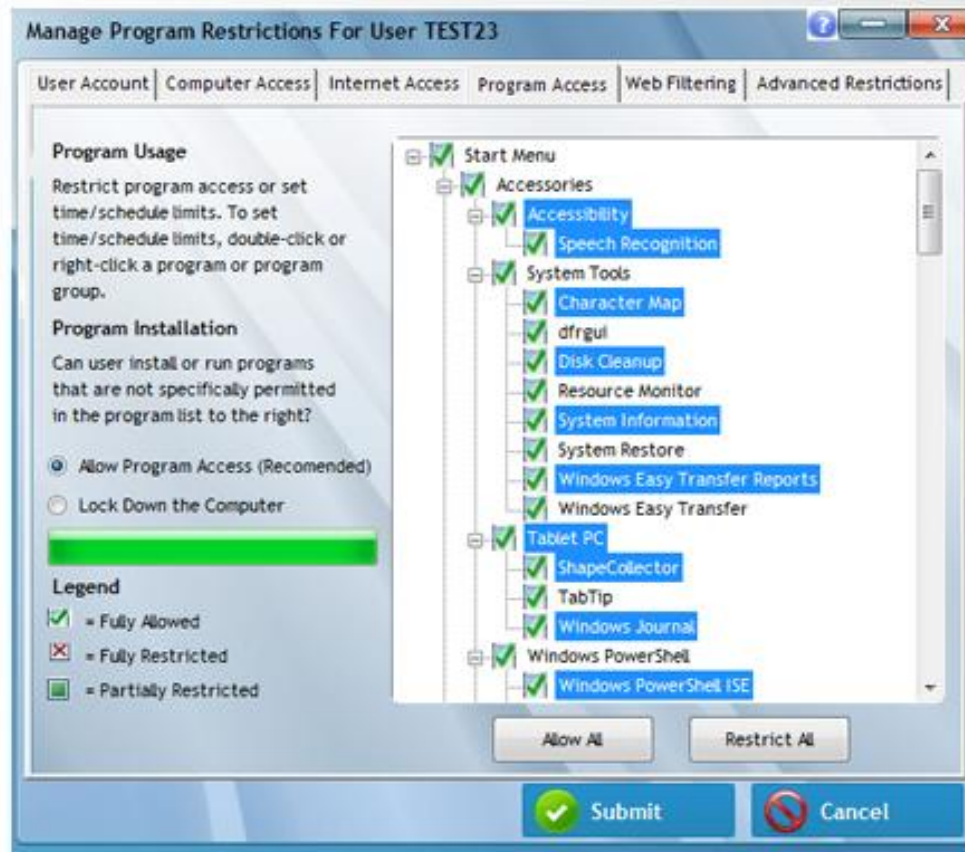 Manage Program Restrictions For User TEST23
?
X
User Account
Computer Access
Internet Access
Program Access
Web Filtering
Advanced Restrictions
Program Usage
Restrict program access or set
time/schedule limits. To set
time/schedule limits, double-click or
right-click a program or program
group.
Program Installation
Can user install or run programs
that are not specifically permitted
in the program list to the right?
Allow Program Access (Recomended)
Lock Down the Computer
Legend
= Fully Allowed
= Fully Restricted
= Partially Restricted
Start Menu
Accessories
Accessibility
Speech Recognition
System Tools
Character Map
dfrgui
Disk Cleanup
Resource Monitor
System Information
System Restore
Windows Easy Transfer Reports
Windows Easy Transfer
Tablet PC
ShapeCollector
TabTip
Windows Journal
Windows PowerShell
Windows PowerShell ISE
Allow All
Restrict All
Submit
Cancel